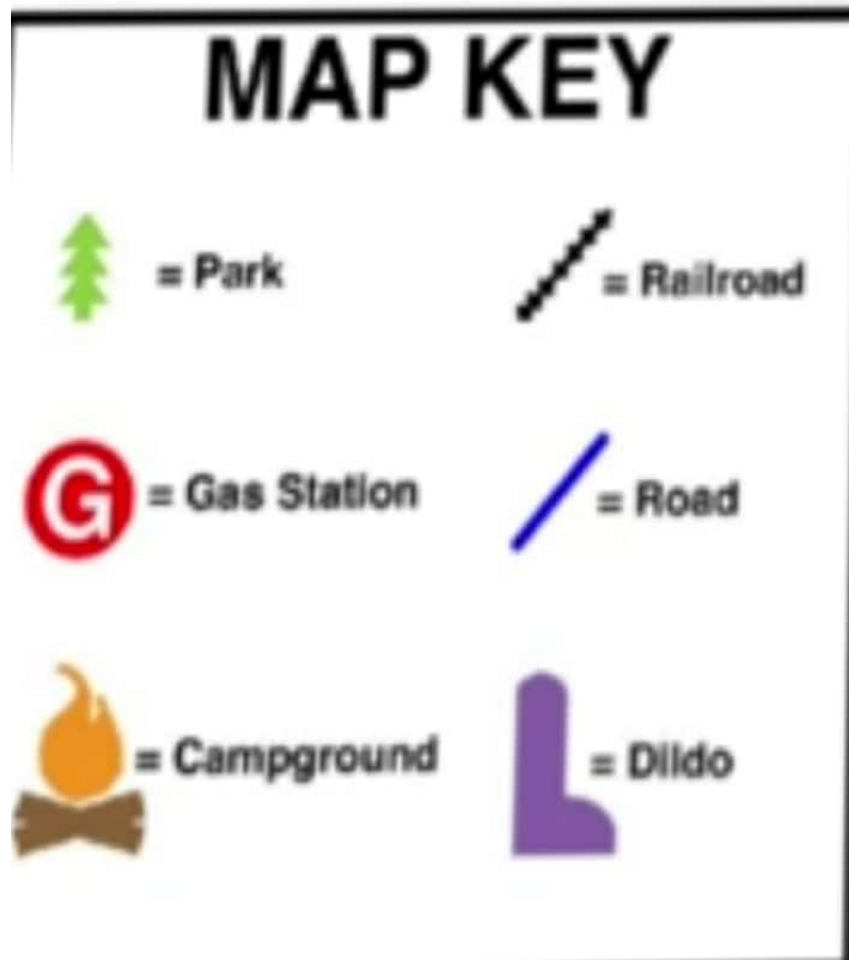 MAP KEY
= Park
= Railroad
G = Gas Station
= Road
= Campground
= Dildo